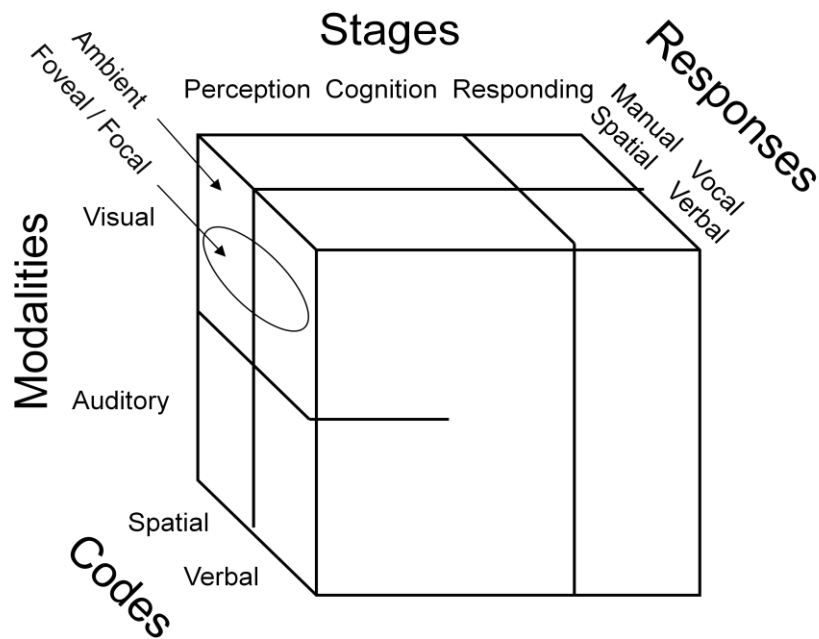 Stages
Responses
Ambient
Foveal / Focal
Perception Cognition Responding
Manual Vocal
Spatial Verbal
Modalities
Visual
Auditory
Spatial
Verbal
Codes